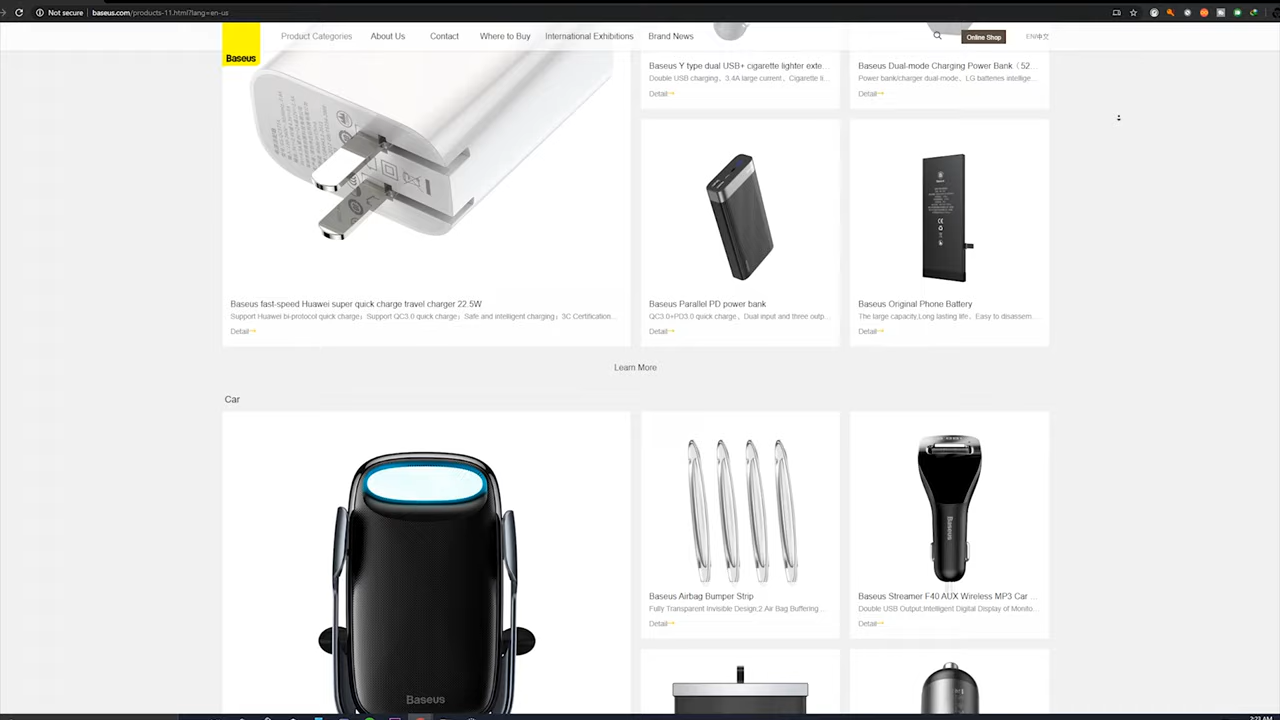 Not secure | baseus.com/products-11.html?lang=en-us
Baseus
Product Categories
About Us
Contact
Where to Buy
International Exhibitions
Brand News
Online Shop
EN/中文
Baseus Y type dual USB+ cigarette lighter exte...
Double USB charging、3.4A large current、Cigarette li...
Detail→
Baseus Dual-mode Charging Power Bank（52...
Power bank/charger dual-mode、LG batteries intellige...
Detail→
Baseus fast-speed Huawei super quick charge travel charger 22.5W
Support Huawei bi-protocol quick charge；Support QC3.0 quick charge；Safe and intelligent charging；3C Certification...
Detail→
Baseus Parallel PD power bank
QC3.0+PD3.0 quick charge、Dual input and three outp...
Detail→
Baseus Original Phone Battery
The large capacity,Long lasting life、Easy to disassem...
Detail→
Learn More
Car
Baseus
Baseus Airbag Bumper Strip
Fully Transparent Invisible Design,2 Air Bag Buffering...
Detail→
Baseus
Baseus Streamer F40 AUX Wireless MP3 Car ...
Double USB Output;Intelligent Digital Display of Monito...
Detail→